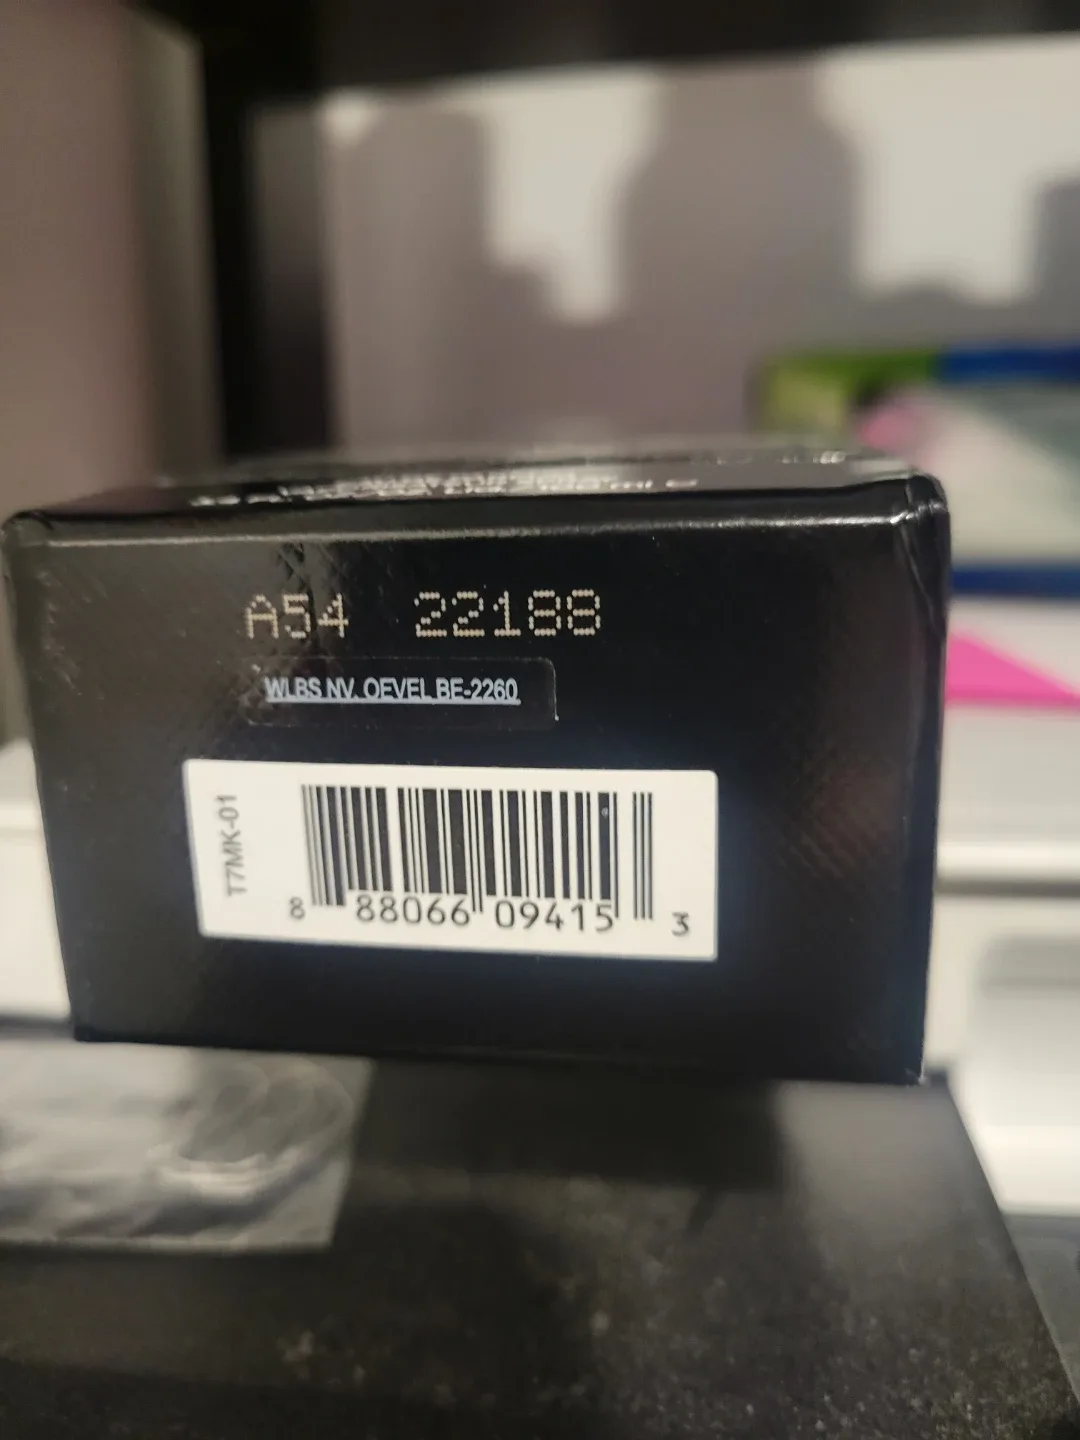 A54 22188
WLBS NV. OEVEL BE-2260
T7MK-01
8 88066 09415 3